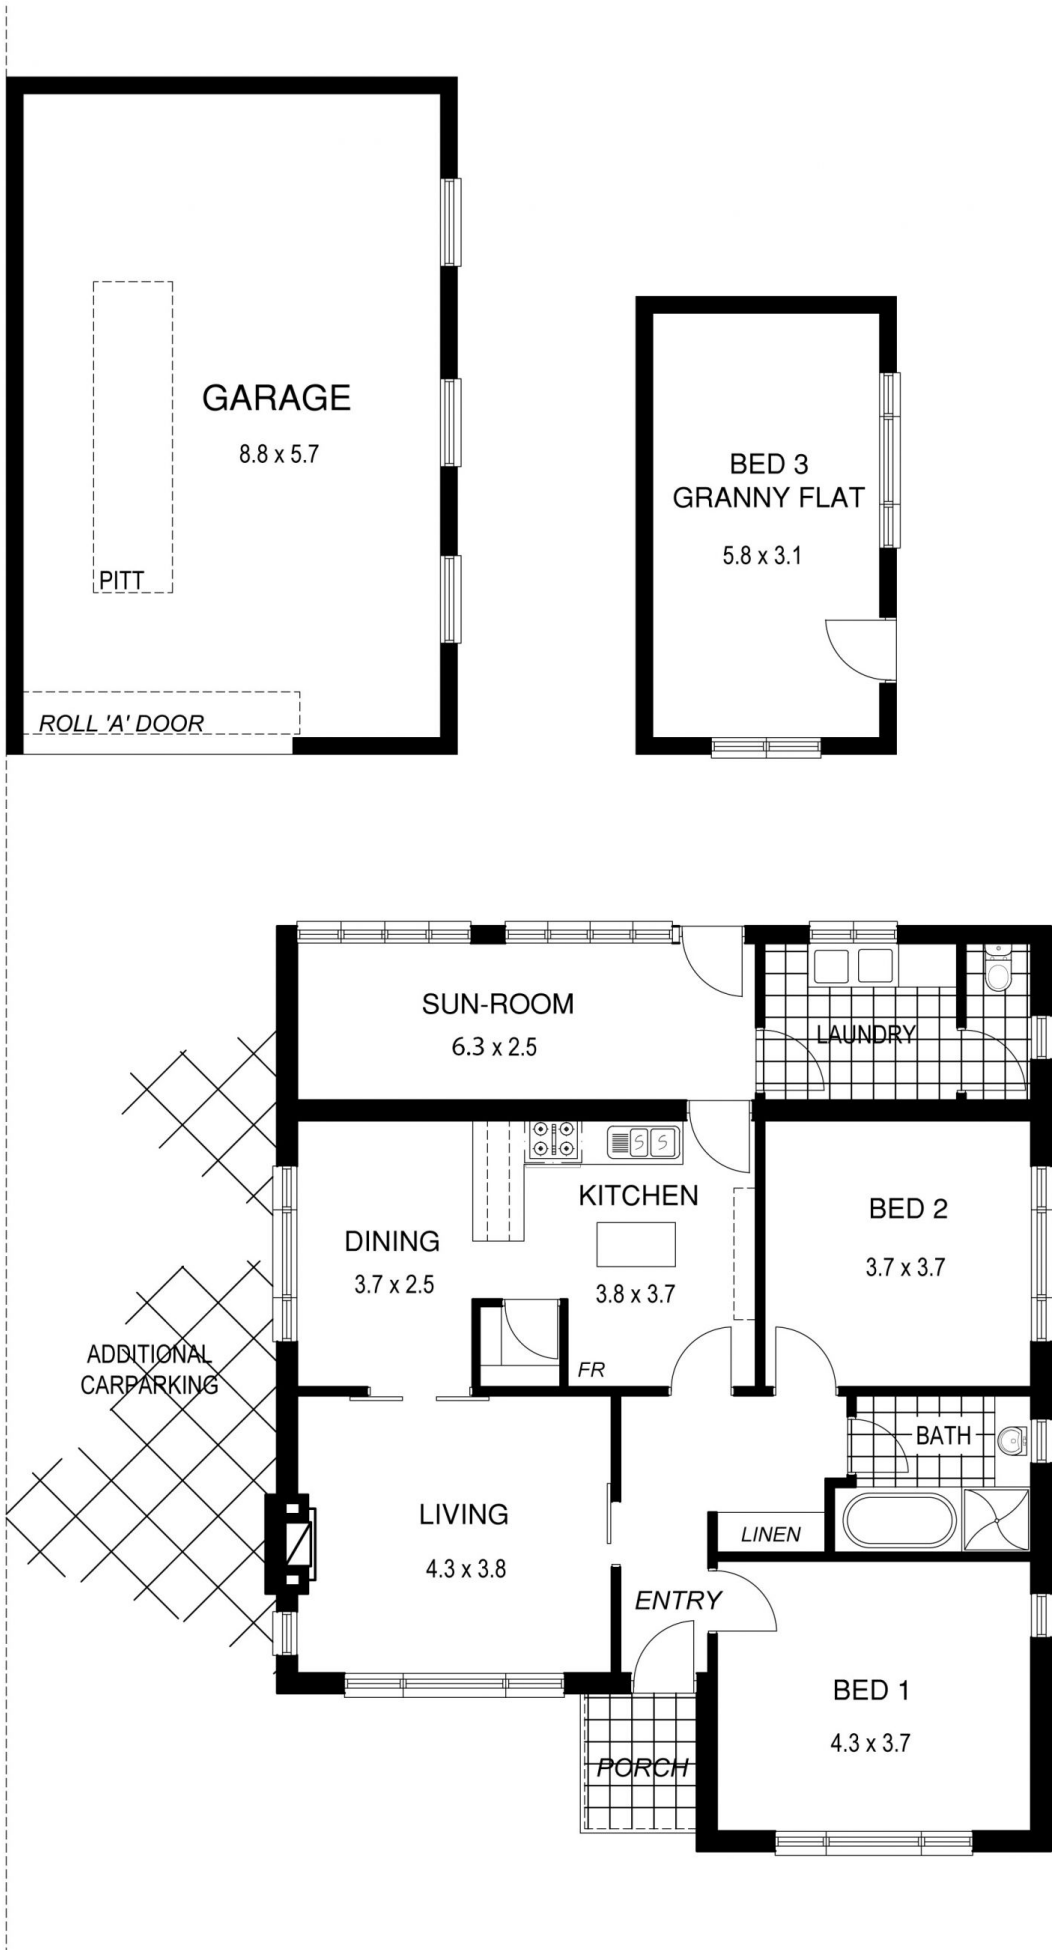 GARAGE
8.8 x 5.7
PITT
ROLL 'A' DOOR
BED 3
GRANNY FLAT
5.8 x 3.1
SUN-ROOM
6.3 x 2.5
LAUNDRY
KITCHEN
3.8 x 3.7
DINING
3.7 x 2.5
BED 2
3.7 x 3.7
FR
ADDITIONAL
CARPARKING
BATH
LIVING
4.3 x 3.8
LINEN
ENTRY
BED 1
4.3 x 3.7
PORCH